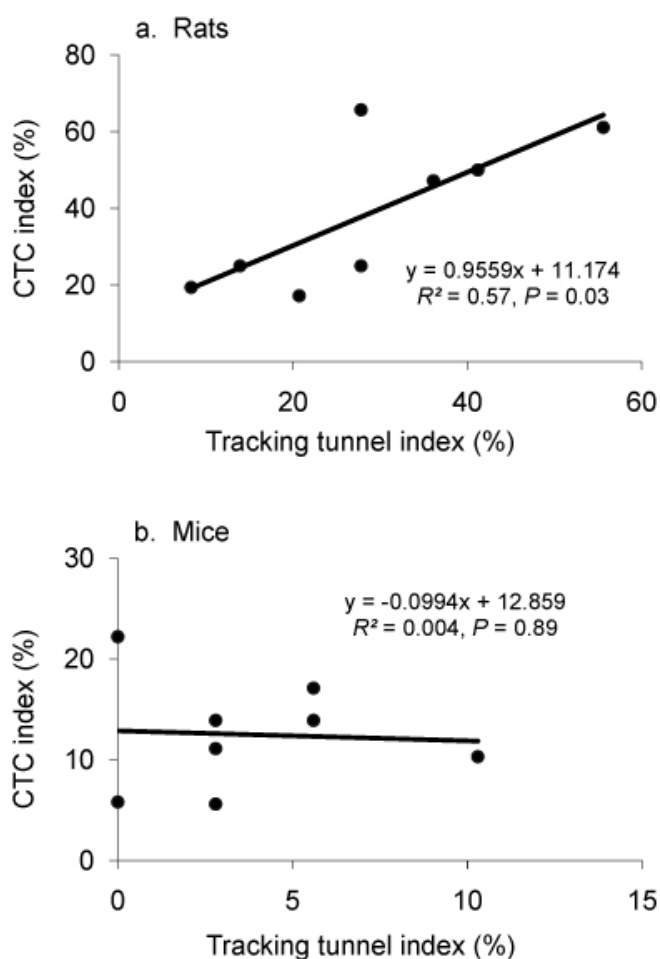 a. Rats
80
60
40
20
0
CTC index (%)
y = 0.9559x + 11.174
R² = 0.57, P = 0.03
0 20 40 60
Tracking tunnel index (%)
b. Mice
30
20
10
0
CTC index (%)
y = -0.0994x + 12.859
R² = 0.004, P = 0.89
0 5 10 15
Tracking tunnel index (%)